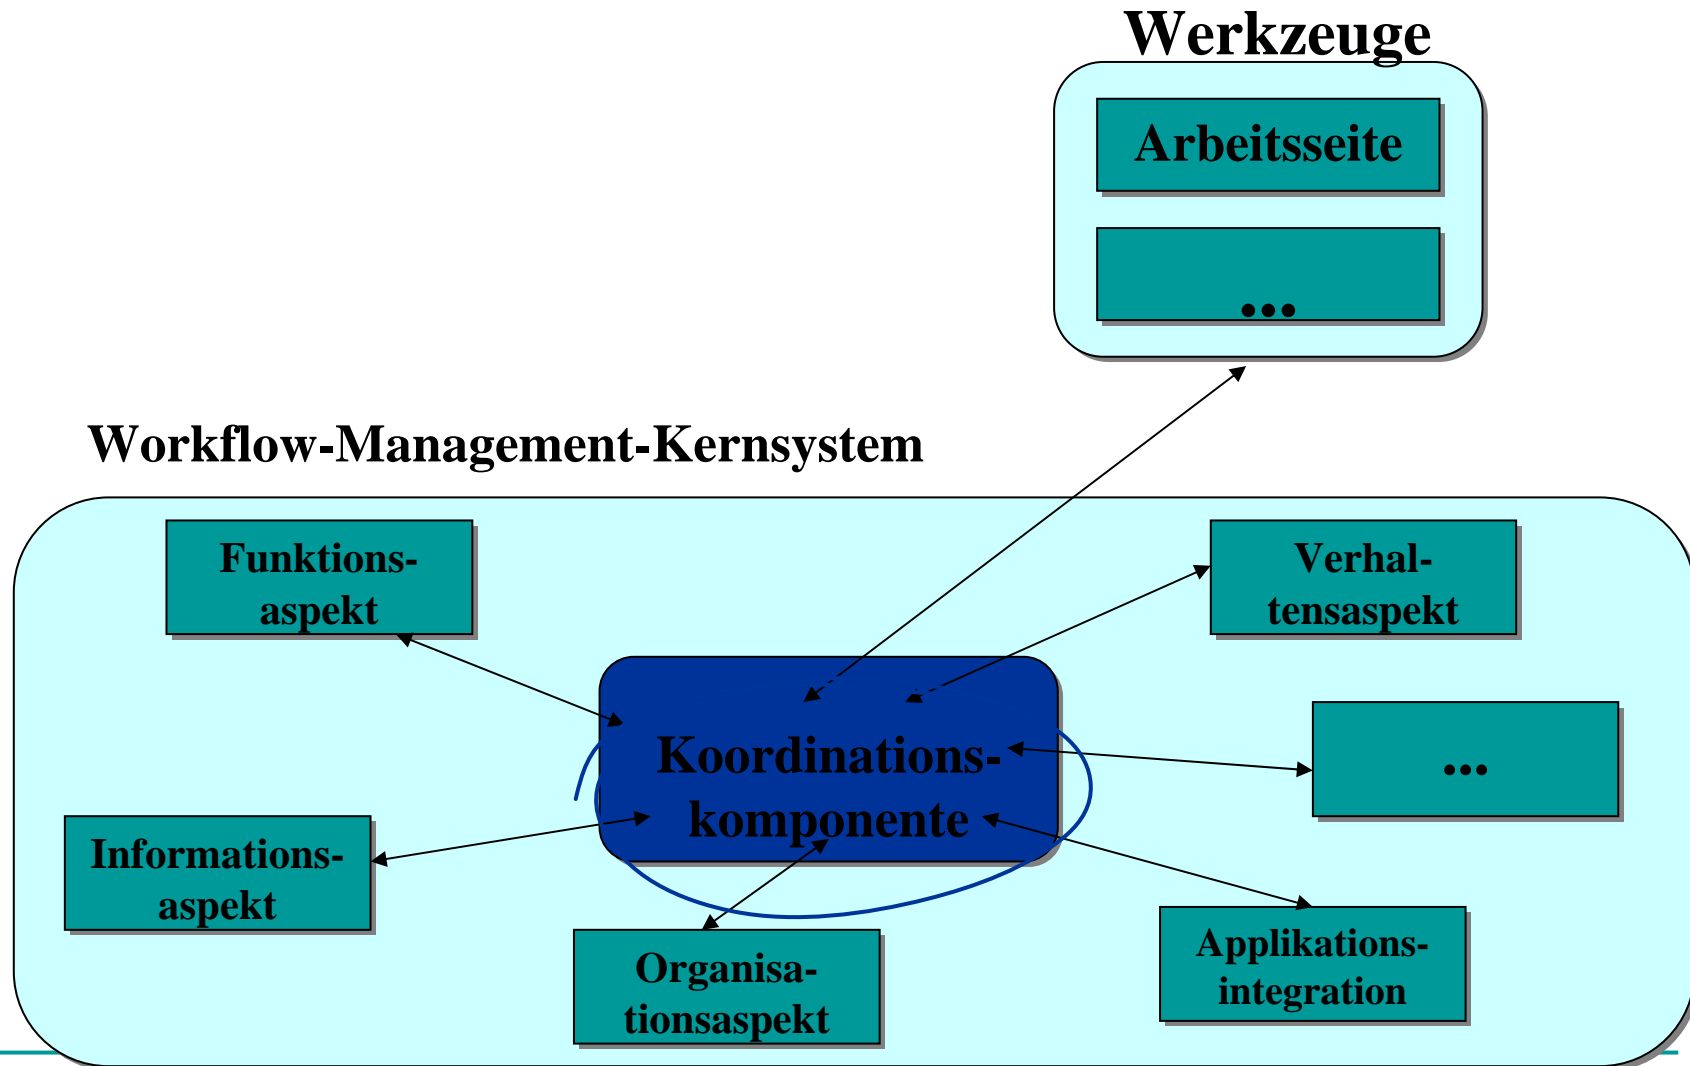 Werkzeuge
Arbeitsseite
...
Workflow-Management-Kernsystem
Funktions-
aspekt
Verhal-
tensaspekt
Koordinations-
komponente
...
Informations-
aspekt
Organisa-
tionsaspekt
Applikations-
integration